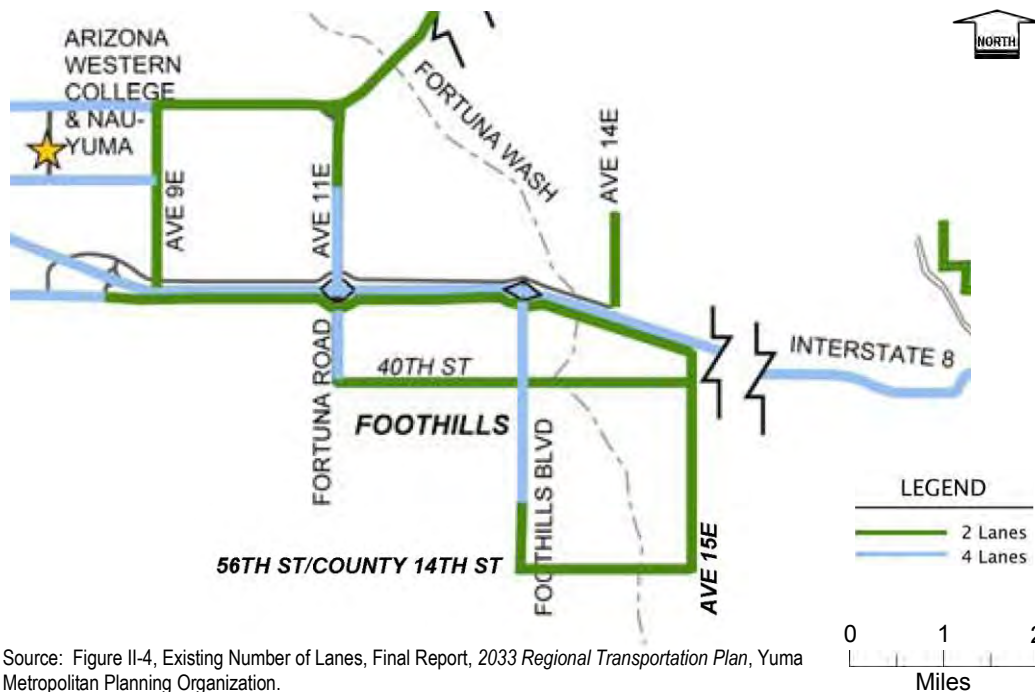 ARIZONA
WESTERN
COLLEGE
& NAU-
YUMA
NORTH
FORTUNA WASH
AVE 14E
AVE 9E
AVE 11E
INTERSTATE 8
FORTUNA ROAD
40TH ST
FOOTHILLS
FOOTHILLS BLVD
AVE 15E
56TH ST/COUNTY 14TH ST
LEGEND
2 Lanes
4 Lanes
0 1 2
Miles
Source: Figure II-4, Existing Number of Lanes, Final Report, 2033 Regional Transportation Plan, Yuma
Metropolitan Planning Organization.